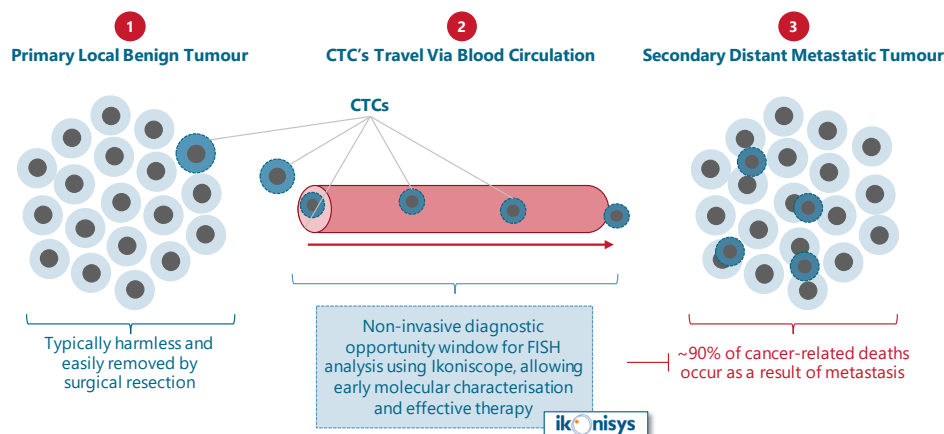 1
Primary Local Benign Tumour
2
CTC's Travel Via Blood Circulation
3
Secondary Distant Metastatic Tumour
CTCs
Typically harmless and
easily removed by
surgical resection
Non-invasive diagnostic
opportunity window for FISH
analysis using Ikoniscope, allowing
early molecular characterisation
and effective therapy
~90% of cancer-related deaths
occur as a result of metastasis
ikonisys